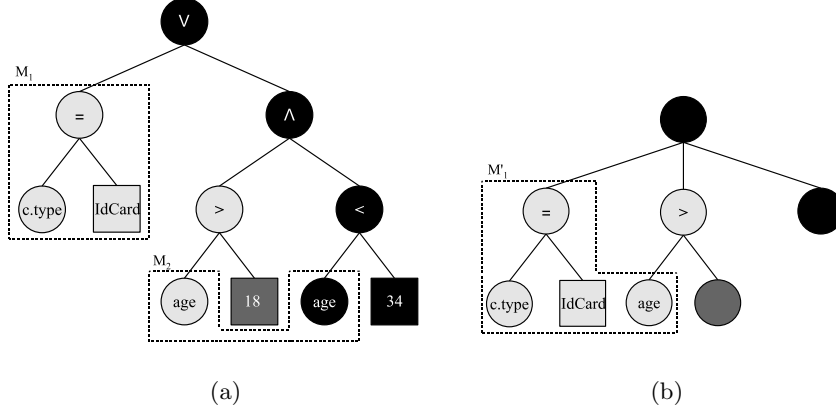 ∨
M₁
=
∧
c.type
IdCard
>
<
M₂
age
18
age
34
(a)
M'₁
=
>
c.type
IdCard
age
(b)